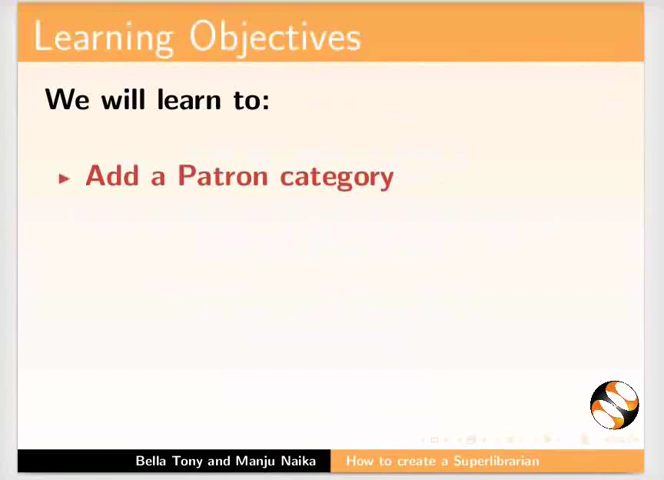 Learning Objectives
We will learn to:
Add a Patron category
Bella Tony and Manju Naika
How to create a Superlibrarian